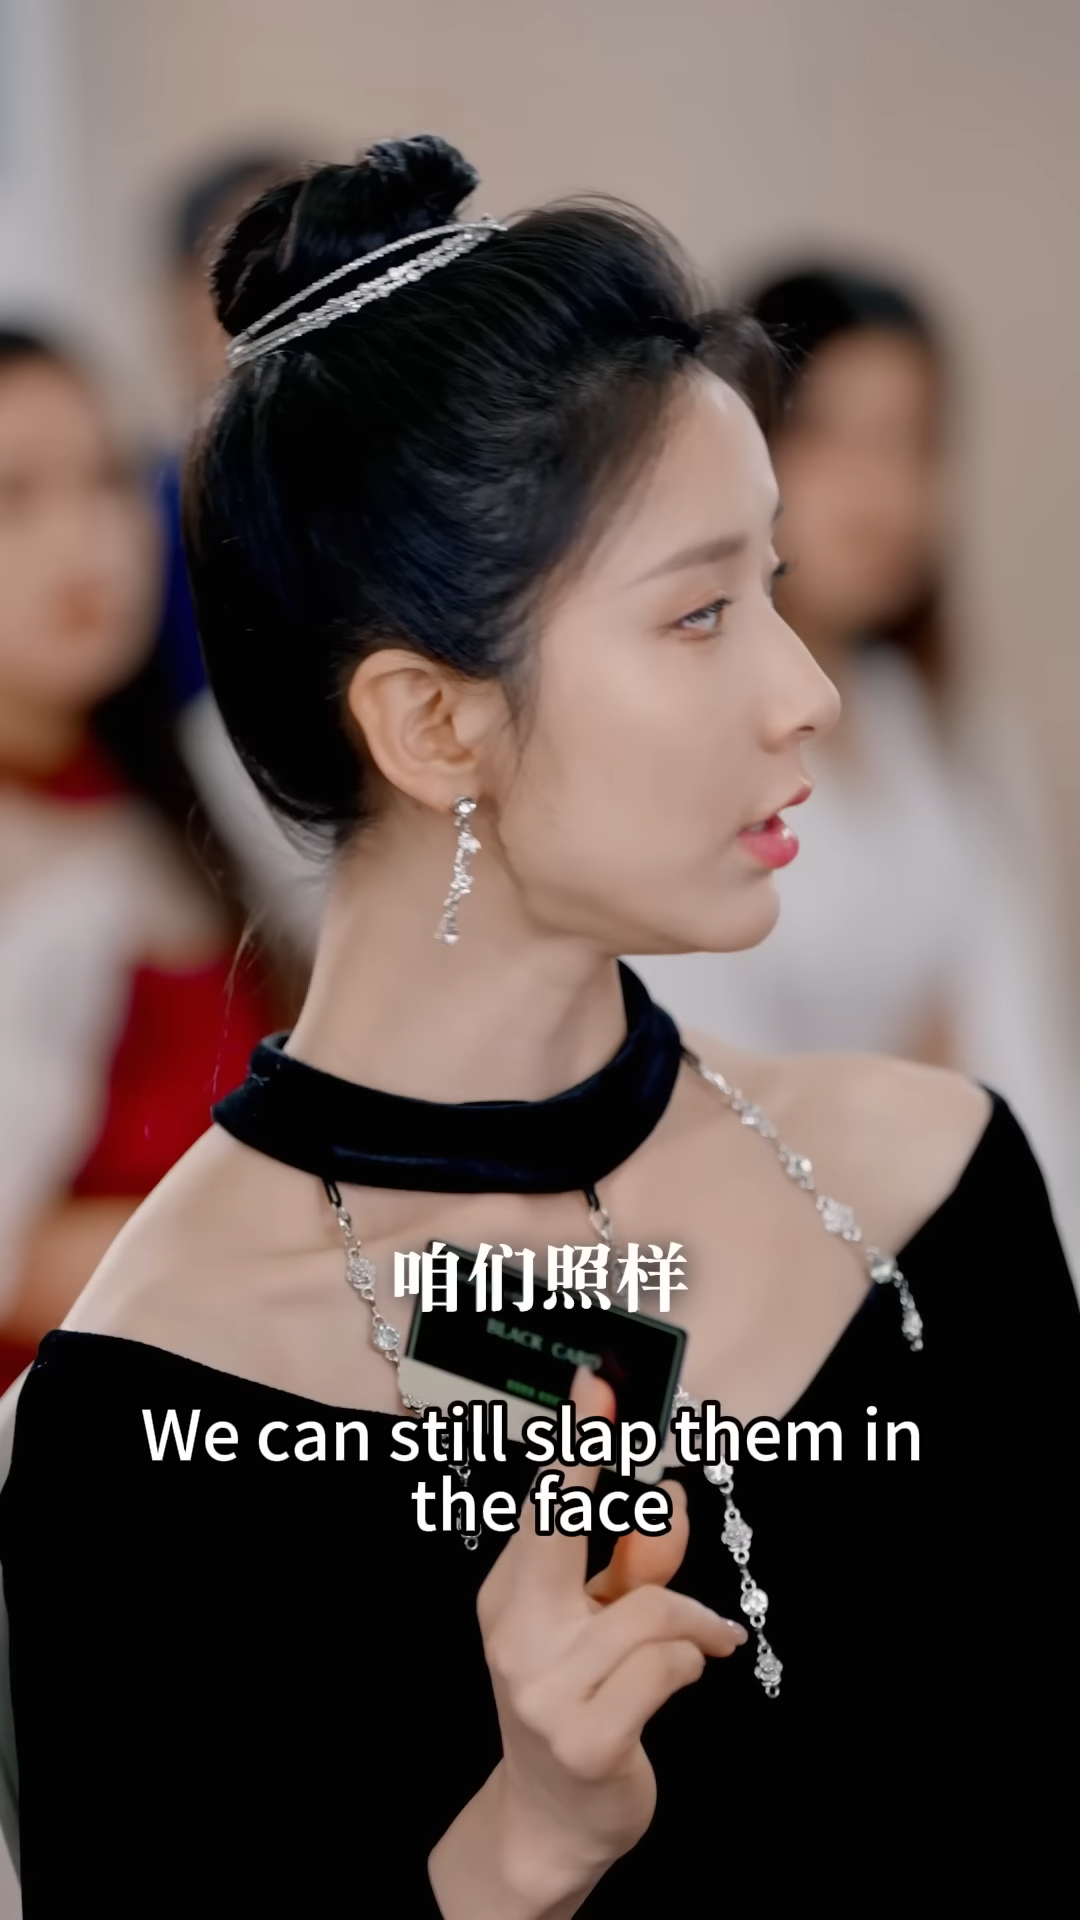 咱们照样
BLACK CARD
We can still slap them in
the face